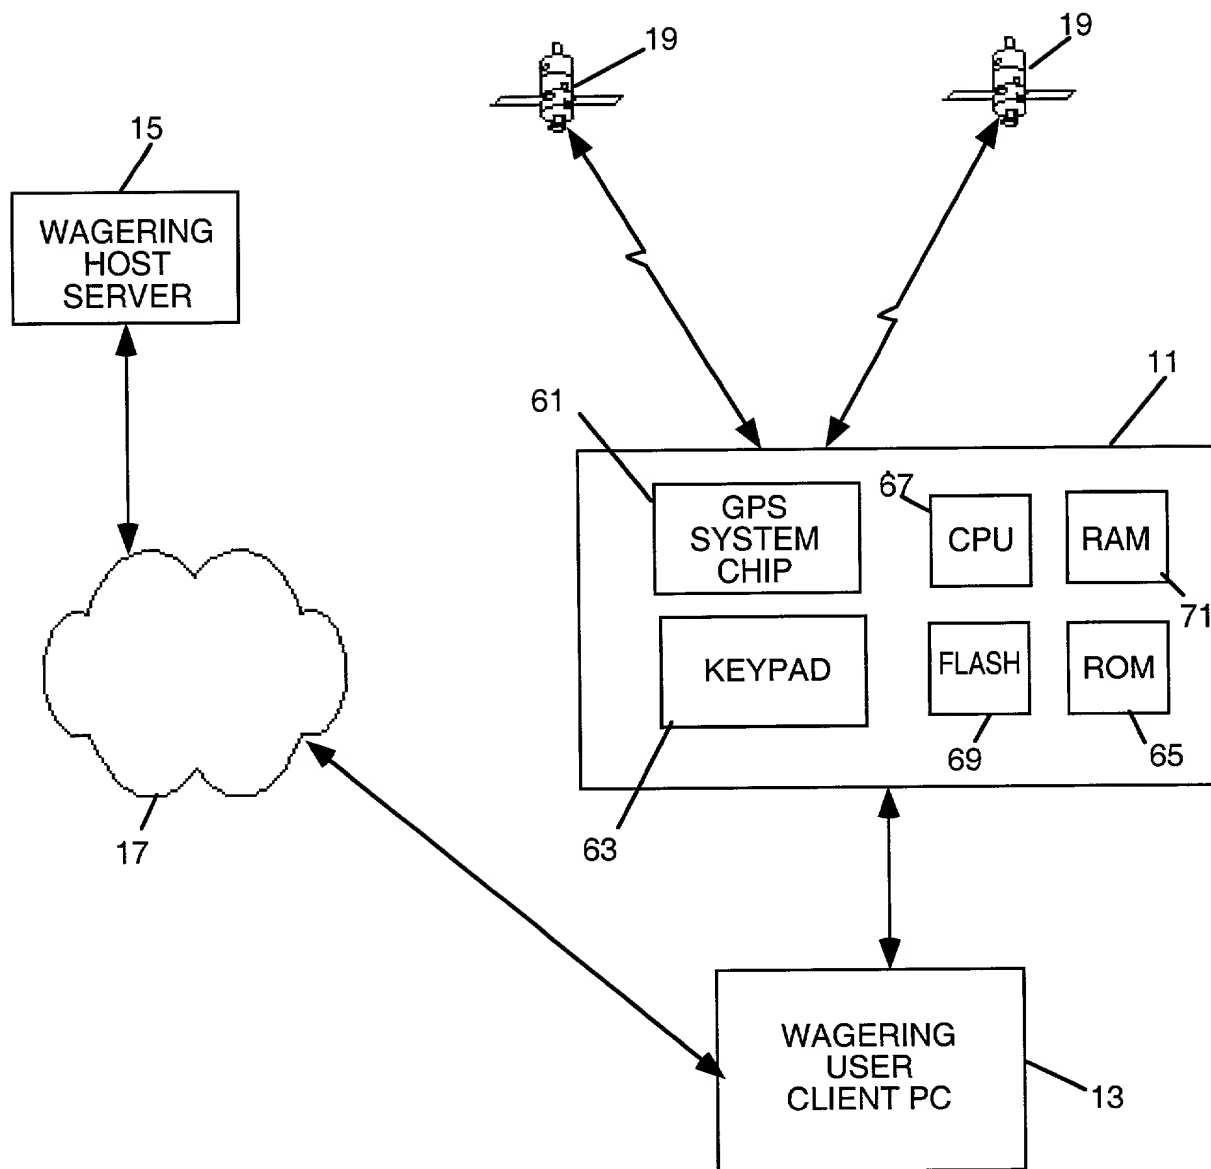 19
19
15
WAGERING
HOST
SERVER
11
61
GPS
SYSTEM
CHIP
67
CPU
RAM
71
KEYPAD
FLASH
ROM
63
69
65
17
WAGERING
USER
CLIENT PC
13